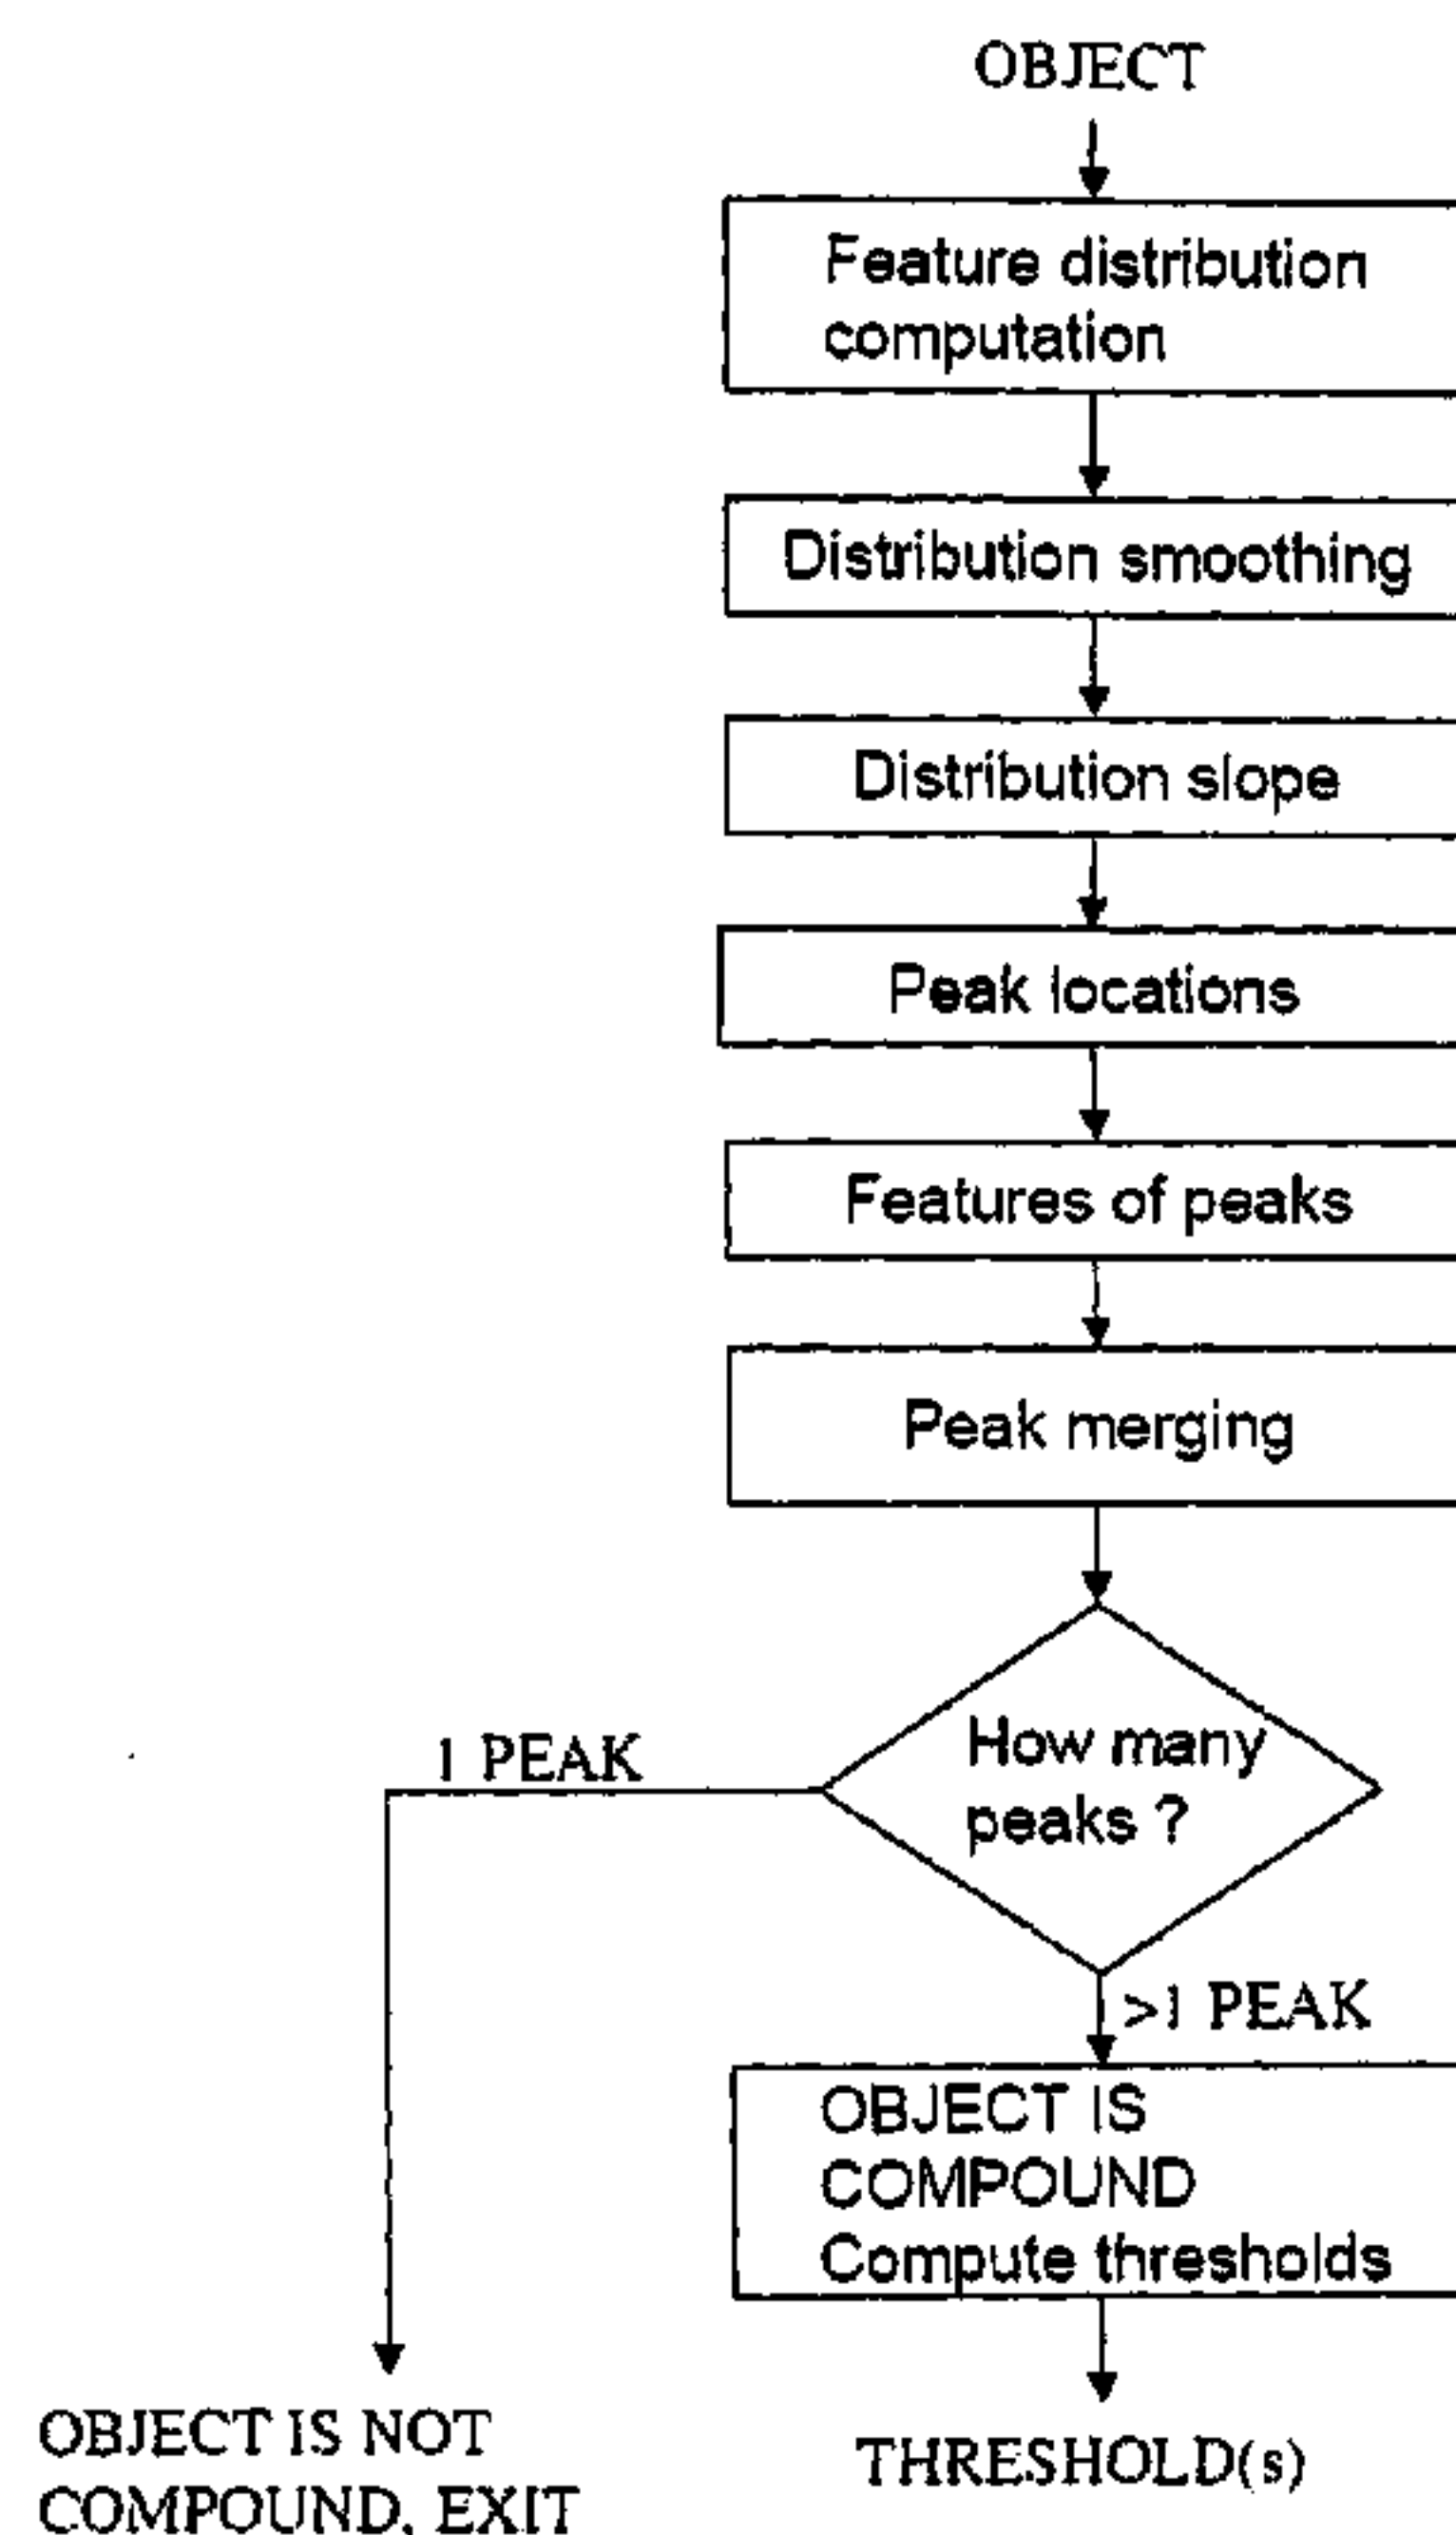 OBJECT
Feature distribution
computation
Distribution smoothing
Distribution slope
Peak locations
Features of peaks
Peak merging
How many
peaks ?
1 PEAK
>1 PEAK
OBJECT IS
COMPOUND
Compute thresholds
OBJECT IS NOT
COMPOUND, EXIT
THRESHOLD(s)